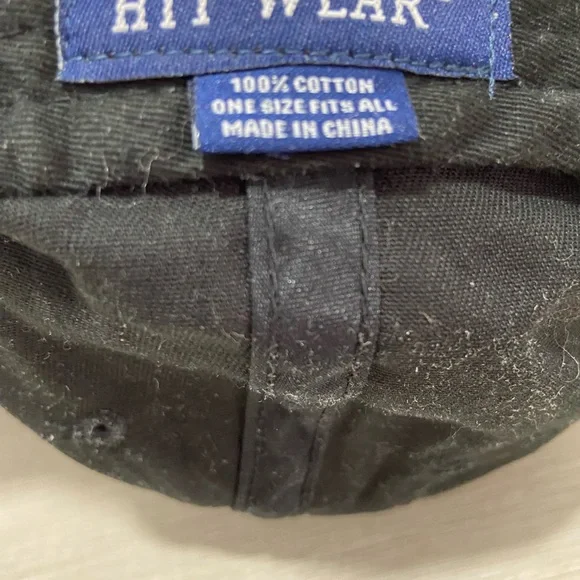 HIT WEAR
100% COTTON
ONE SIZE FITS ALL
MADE IN CHINA